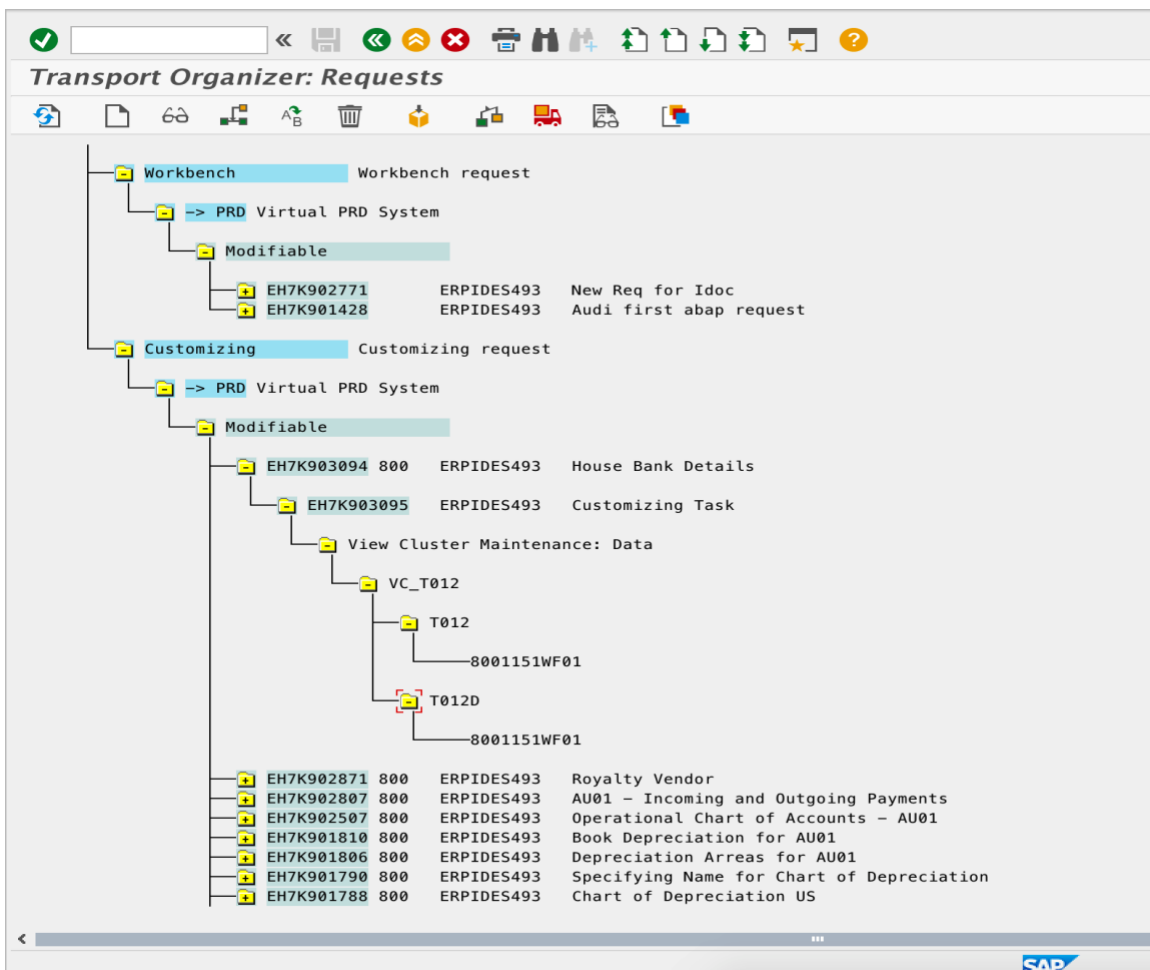 Transport Organizer: Requests
Workbench Workbench request
-> PRD Virtual PRD System
Modifiable
EH7K902771 ERPIDES493 New Req for Idoc
EH7K901428 ERPIDES493 Audi first abap request
Customizing Customizing request
-> PRD Virtual PRD System
Modifiable
EH7K903094 800 ERPIDES493 House Bank Details
EH7K903095 ERPIDES493 Customizing Task
View Cluster Maintenance: Data
VC_T012
T012
8001151WF01
T012D
8001151WF01
EH7K902871 800 ERPIDES493 Royalty Vendor
EH7K902807 800 ERPIDES493 AU01 – Incoming and Outgoing Payments
EH7K902507 800 ERPIDES493 Operational Chart of Accounts – AU01
EH7K901810 800 ERPIDES493 Book Depreciation for AU01
EH7K901806 800 ERPIDES493 Depreciation Arreas for AU01
EH7K901790 800 ERPIDES493 Specifying Name for Chart of Depreciation
EH7K901788 800 ERPIDES493 Chart of Depreciation US
SAP